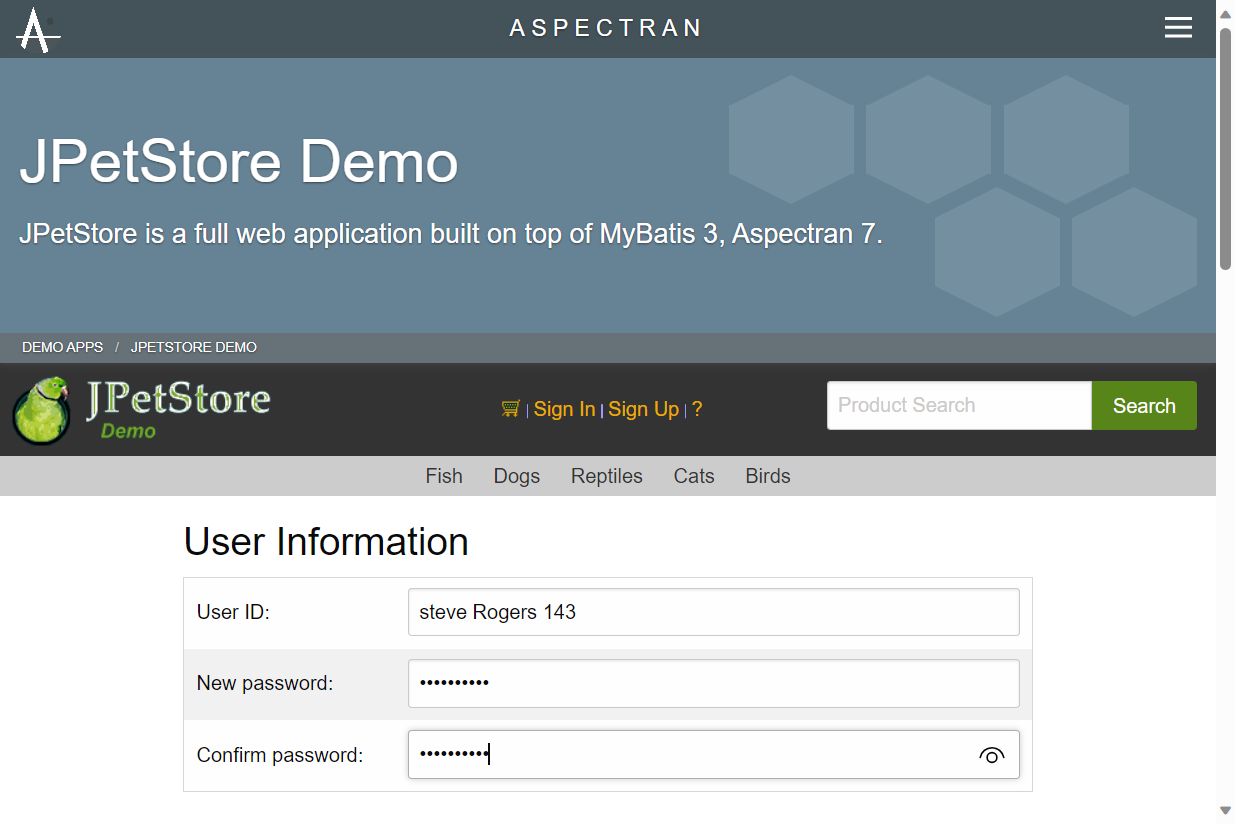 ASPECTRAN
JPetStore Demo
JPetStore is a full web application built on top of MyBatis 3, Aspectran 7.
DEMO APPS / JPETSTORE DEMO
JPetStore
Demo
| Sign In | Sign Up | ?
Product Search
Search
Fish Dogs Reptiles Cats Birds
User Information
User ID: steve Rogers 143
New password: ••••••••••
Confirm password: ••••••••••